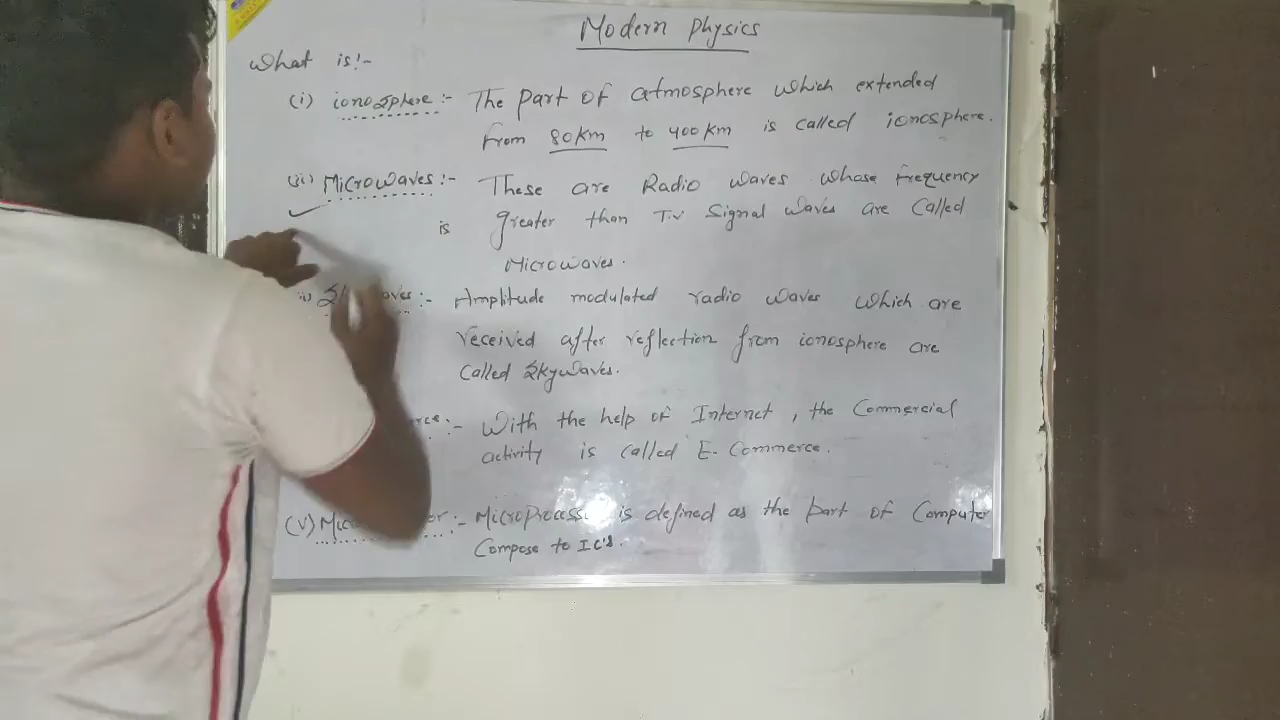 Modern Physics
What is:-
(i) ionosphere :- The part of atmosphere which extended
from 80km to 400km is called ionosphere.
(ii) Microwaves :- These are Radio waves whose frequency
is greater than T.V Signal waves are called
Microwaves.
:- Amplitude modulated radio waves which are
received after reflection from ionosphere are
called Skywaves.
:- With the help of Internet, the Commercial
activity is called E-Commerce.
(v) :- Microprocessor is defined as the part of Computer
Compose to IC's.